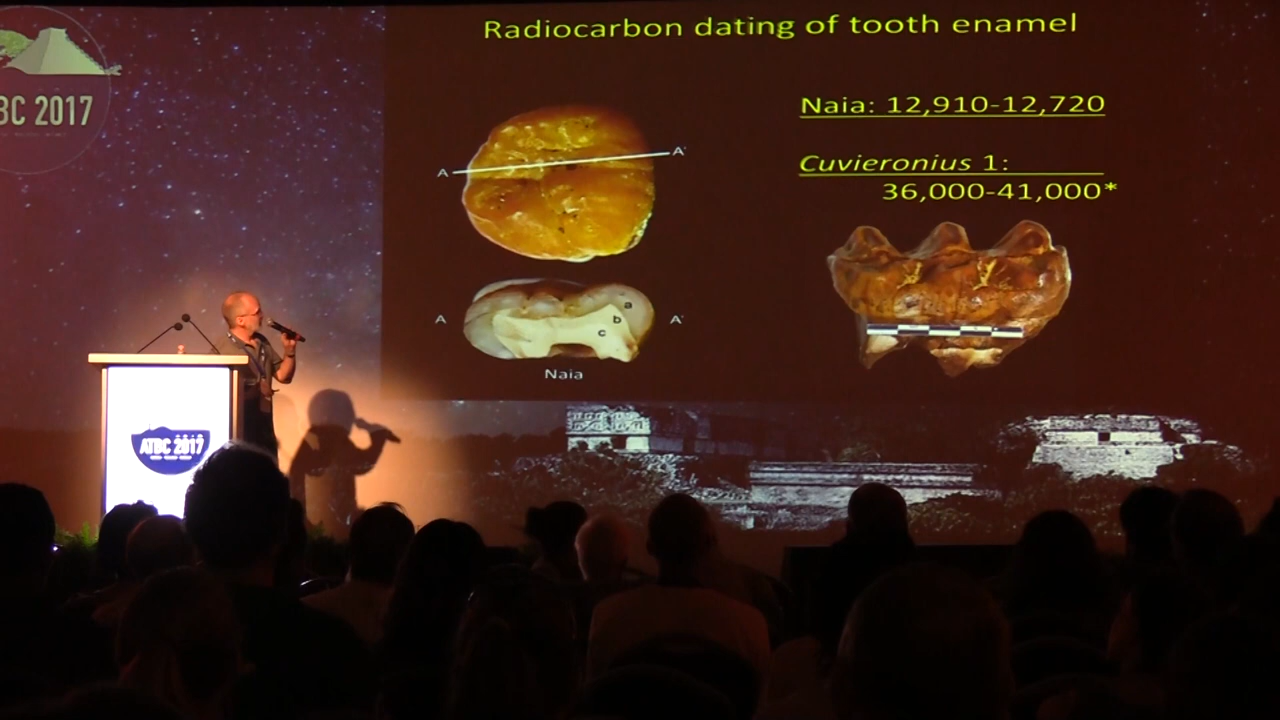 Radiocarbon dating of tooth enamel
BC 2017
Naia: 12,910-12,720
Cuvieronius 1:
36,000-41,000*
A
A'
A
a
b
c
A'
Naia
ATBC 2017